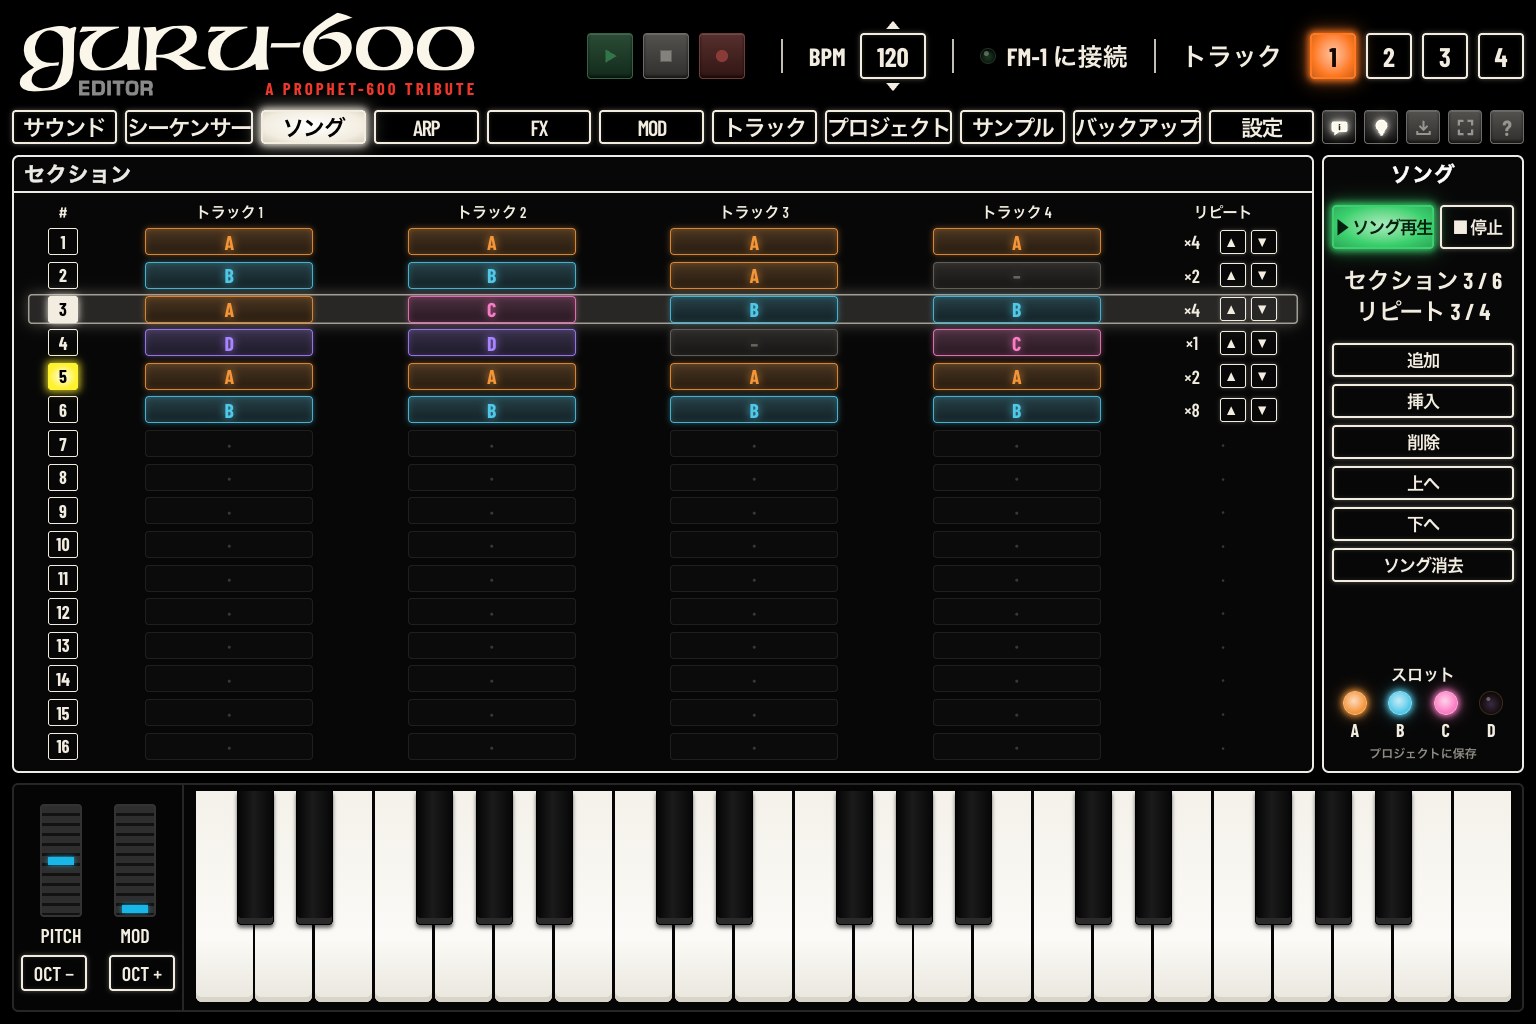 guru-600
EDITOR
A PROPHET-600 TRIBUTE
BPM 120
FM-1 に接続
トラック 1 2 3 4
サウンド シーケンサー ソング ARP FX MOD トラック プロジェクト サンプル バックアップ 設定 ?
セクション
# トラック 1 トラック 2 トラック 3 トラック 4 リピート
1 A A A A ×4 ▲ ▼
2 B B A – ×2 ▲ ▼
3 A C B B ×4 ▲ ▼
4 D D – C ×1 ▲ ▼
5 A A A A ×2 ▲ ▼
6 B B B B ×8 ▲ ▼
7 · · · · ·
8 · · · · ·
9 · · · · ·
10 · · · · ·
11 · · · · ·
12 · · · · ·
13 · · · · ·
14 · · · · ·
15 · · · · ·
16 · · · · ·
ソング
▶ ソング再生 ■ 停止
セクション 3 / 6
リピート 3 / 4
追加
挿入
削除
上へ
下へ
ソング消去
スロット
A B C D
プロジェクトに保存
PITCH MOD
OCT – OCT +